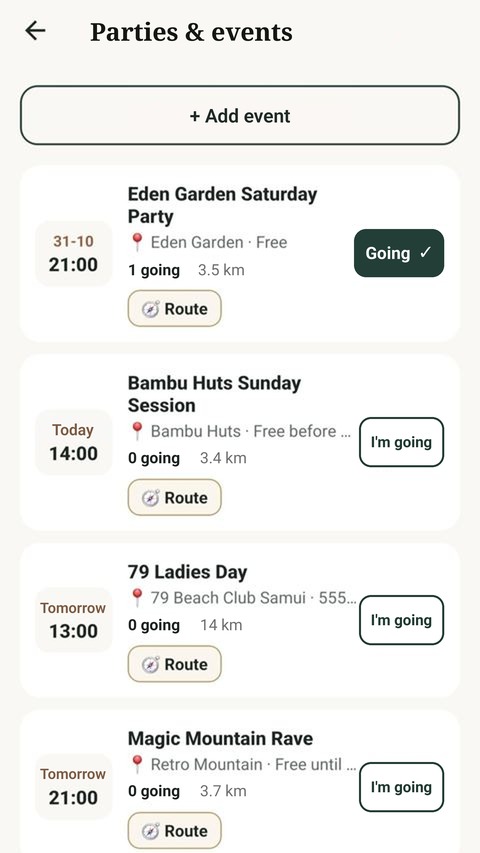 Parties & events
+ Add event
Eden Garden Saturday
Party
31-10
21:00
📍 Eden Garden · Free
1 going 3.5 km
🧭 Route
Going ✓
Bambu Huts Sunday
Session
Today
14:00
📍 Bambu Huts · Free before ...
0 going 3.4 km
🧭 Route
I'm going
79 Ladies Day
Tomorrow
13:00
📍 79 Beach Club Samui · 555...
0 going 14 km
🧭 Route
I'm going
Magic Mountain Rave
Tomorrow
21:00
📍 Retro Mountain · Free until ...
0 going 3.7 km
🧭 Route
I'm going